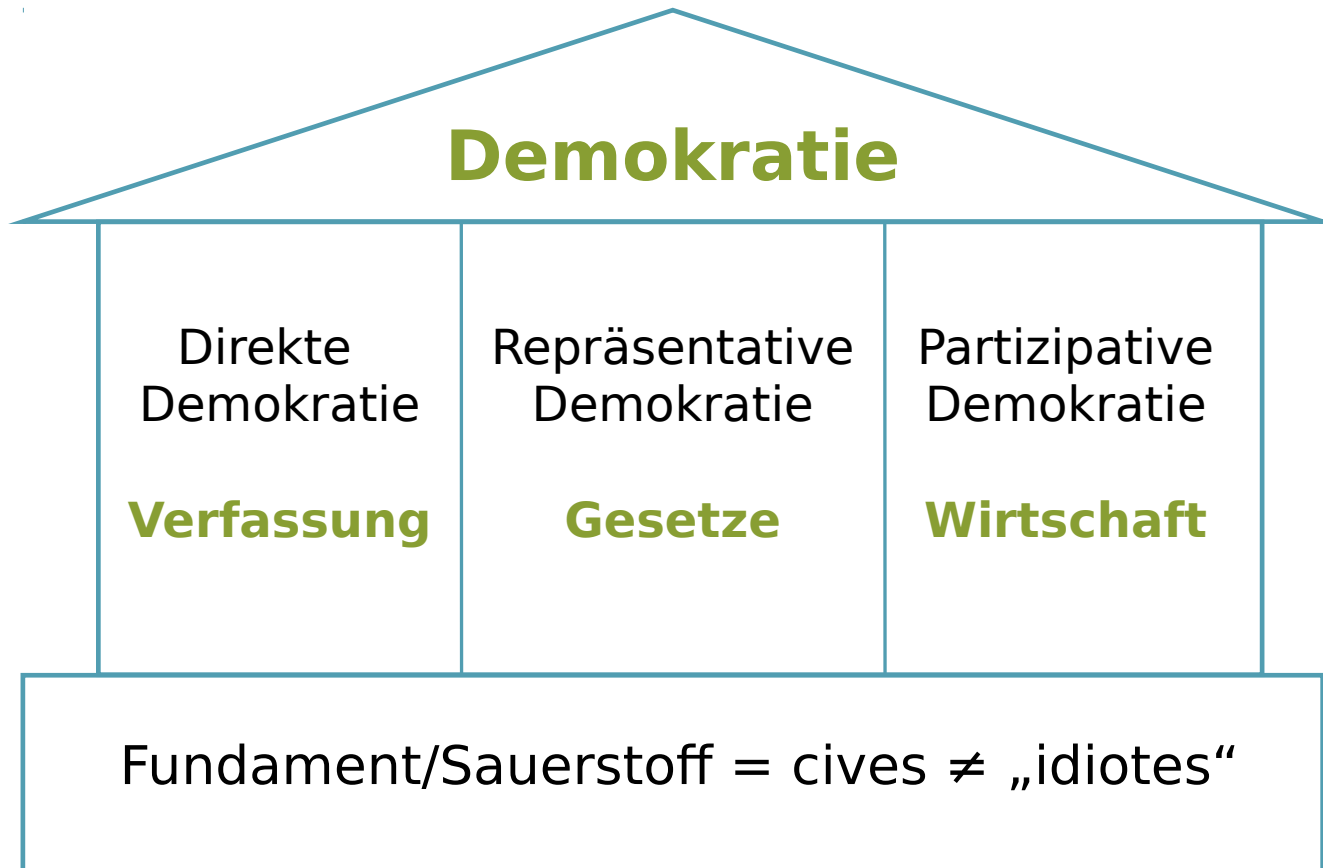 Demokratie
Direkte
Demokratie
Verfassung
Repräsentative
Demokratie
Gesetze
Partizipative
Demokratie
Wirtschaft
Fundament/Sauerstoff = cives ≠ „idiotes“